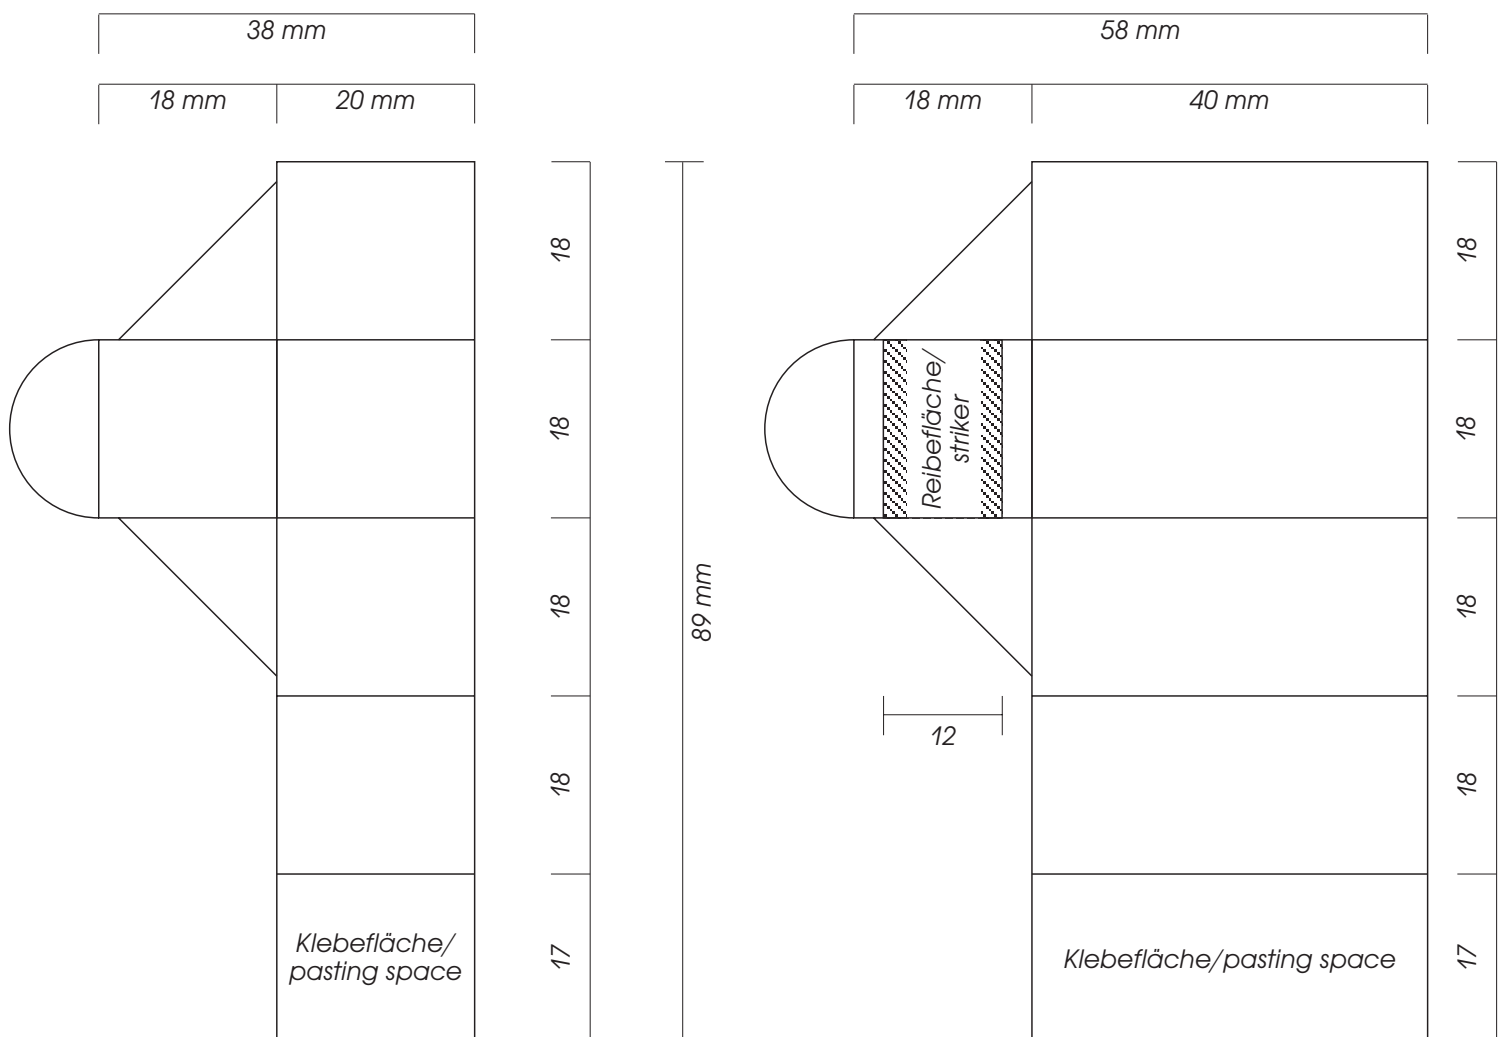 38 mm
58 mm
18 mm
20 mm
18 mm
40 mm
18
18
18
Reibefläche/
striker
18
18
89 mm
18
12
18
18
18
Klebefläche/
pasting space
17
Klebefläche/pasting space
17